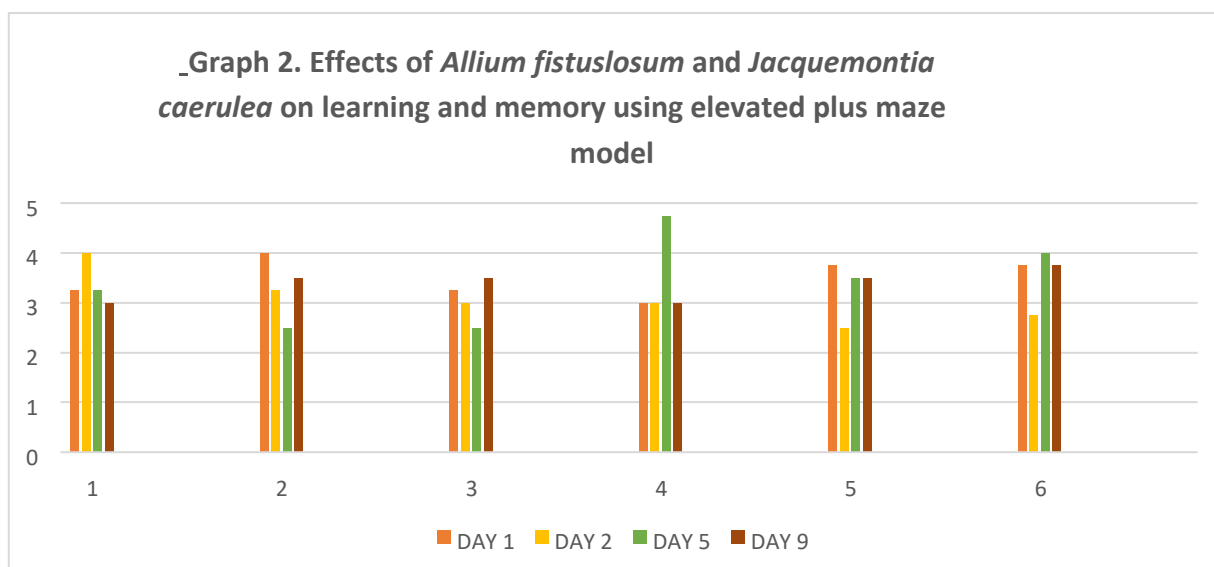 _Graph 2. Effects of Allium fistuslosum and Jacquemontia
caerulea on learning and memory using elevated plus maze
model
5
4
3
2
1
0
1 2 3 4 5 6
DAY 1 DAY 2 DAY 5 DAY 9